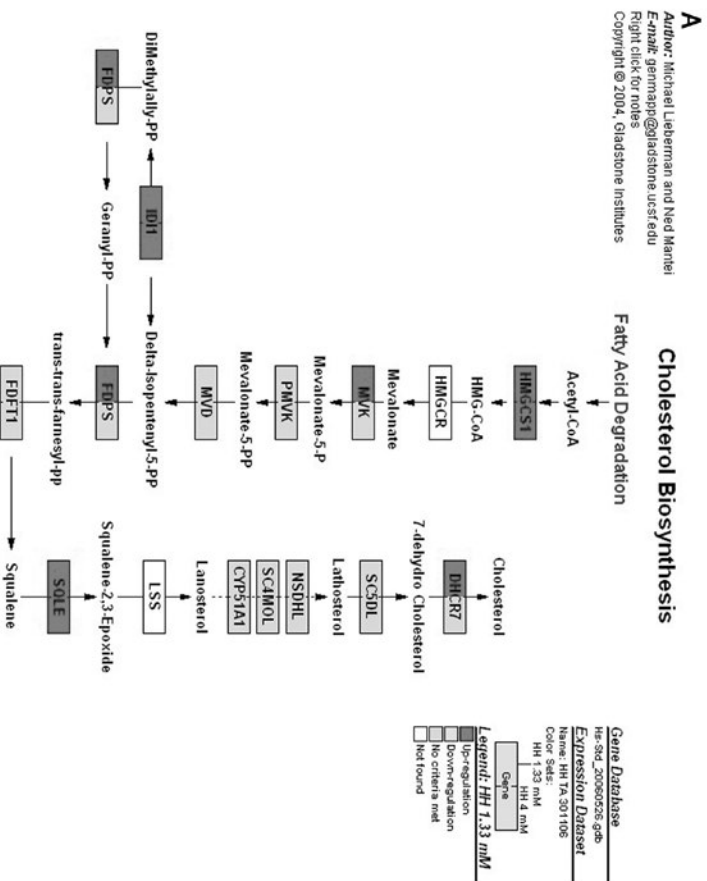 A
Author: Michael Lieberman and Ned Mantei
E-mail: genmapp@gladstone.ucsf.edu
Right click for notes
Copyright © 2004, Gladstone Institutes
Cholesterol Biosynthesis
Fatty Acid Degradation
Acetyl-CoA
HMGCS1
HMG-CoA
HMGCR
Mevalonate
MVK
Mevalonate-5-P
PMVK
Mevalonate-5-PP
MVD
Delta-Isopentenyl-5-PP
IDI1
DiMethylally-PP
FDPS
Geranyl-PP
FDPS
trans-trans-farnesyl-pp
FDFT1
Squalene
SQLE
Squalene-2,3-Epoxide
LSS
Lanosterol
CYP51A1
SC4MOL
NSDHL
Lathosterol
SC5DL
7-dehydro Cholesterol
DHCR7
Cholesterol
Gene Database
Hs-Std_20060526.gdb
Expression Dataset
Name: HH TA 301106
Color Sets:
HH 1.33 mM
HH 4 mM
Gene
Legend: HH 1.33 mM
Up-regulation
Down-regulation
No criteria met
Not found